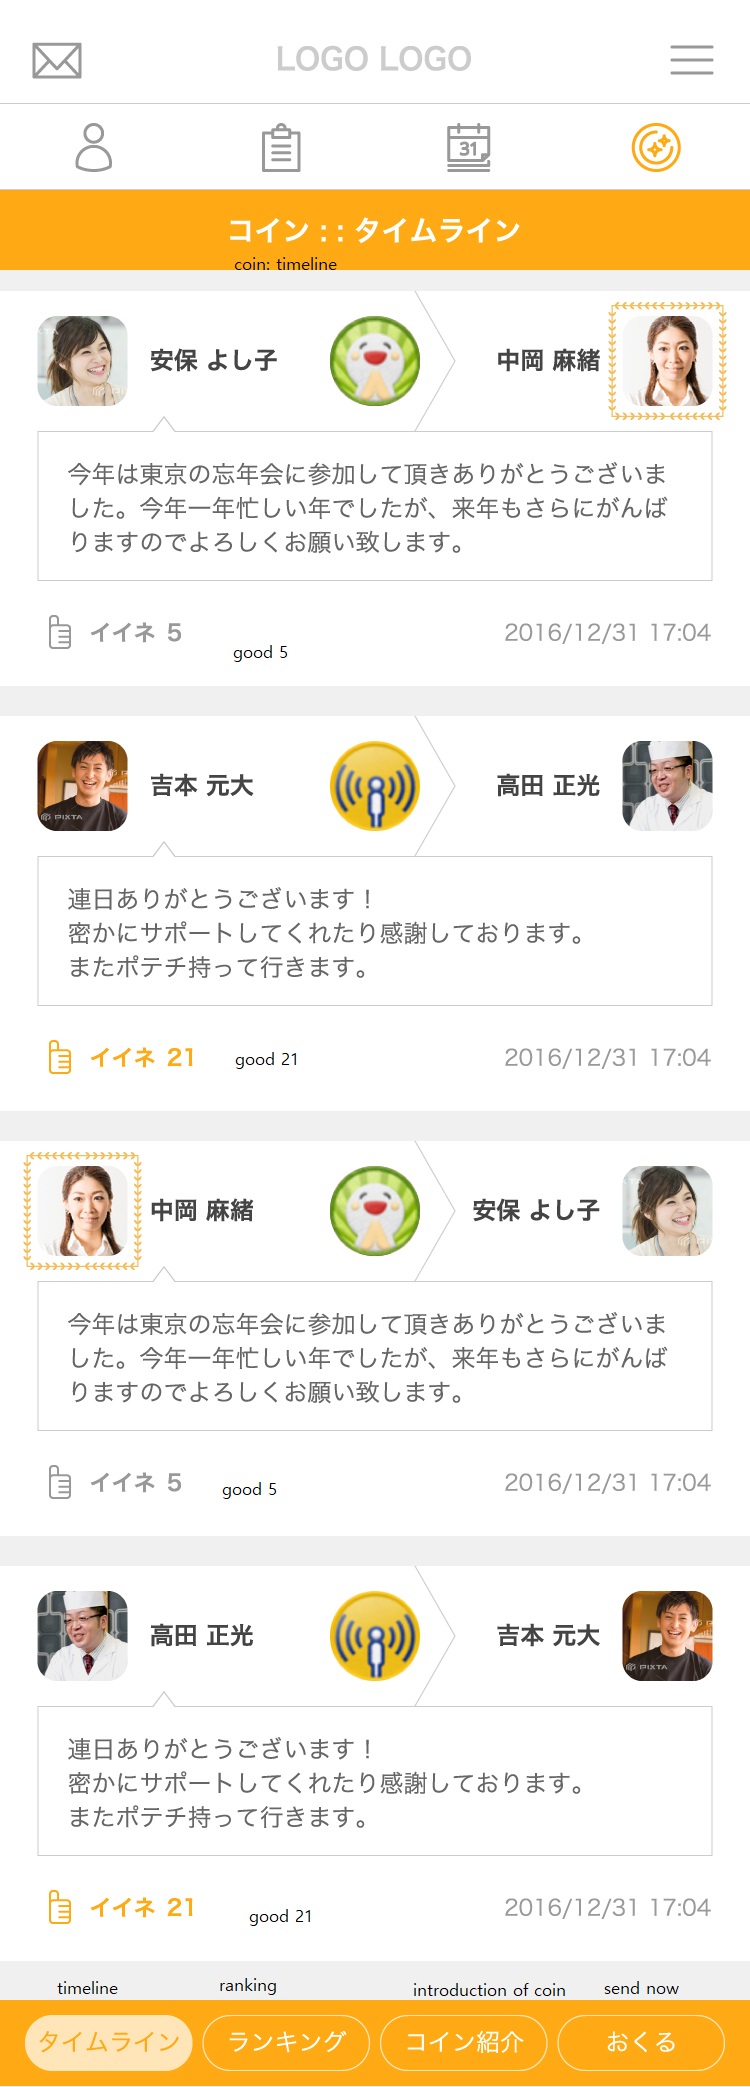 LOGO LOGO
31
コイン : : タイムライン
coin: timeline
安保 よし子
中岡 麻緒
今年は東京の忘年会に参加して頂きありがとうございま
した。今年一年忙しい年でしたが、来年もさらにがんば
りますのでよろしくお願い致します。
イイネ 5
good 5
2016/12/31 17:04
吉本 元大
高田 正光
PIXTA
連日ありがとうございます！
密かにサポートしてくれたり感謝しております。
またポテチ持って行きます。
イイネ 21
good 21
2016/12/31 17:04
中岡 麻緒
安保 よし子
今年は東京の忘年会に参加して頂きありがとうございま
した。今年一年忙しい年でしたが、来年もさらにがんば
りますのでよろしくお願い致します。
イイネ 5
good 5
2016/12/31 17:04
高田 正光
吉本 元大
PIXTA
連日ありがとうございます！
密かにサポートしてくれたり感謝しております。
またポテチ持って行きます。
イイネ 21
good 21
2016/12/31 17:04
timeline
ranking
introduction of coin
send now
タイムライン
ランキング
コイン紹介
おくる